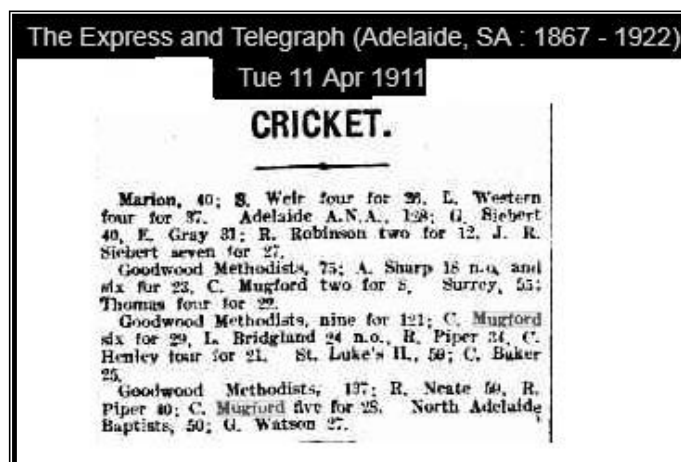 The Express and Telegraph (Adelaide, SA : 1867 - 1922)
Tue 11 Apr 1911
CRICKET.
Marion, 40; S. Weir four for 26, L. Western
four for 37. Adelaide A.N.A., 128; G. Siebert
40, E. Gray 31; R. Robinson two for 12, J. R.
Siebert seven for 27.
Goodwood Methodists, 75; A. Sharp 18 n.o. and
six for 23, C. Mugford two for 8. Surrey, 55;
Thomas four for 22.
Goodwood Methodists, nine for 121; C. Mugford
six for 29, L. Bridgland 24 n.o., R. Piper 34, C.
Henley four for 21. St. Luke's II., 59; C. Baker
25.
Goodwood Methodists, 137; R. Neate 50, R.
Piper 40; C. Mugford five for 28. North Adelaide
Baptists, 50; G. Watson 27.